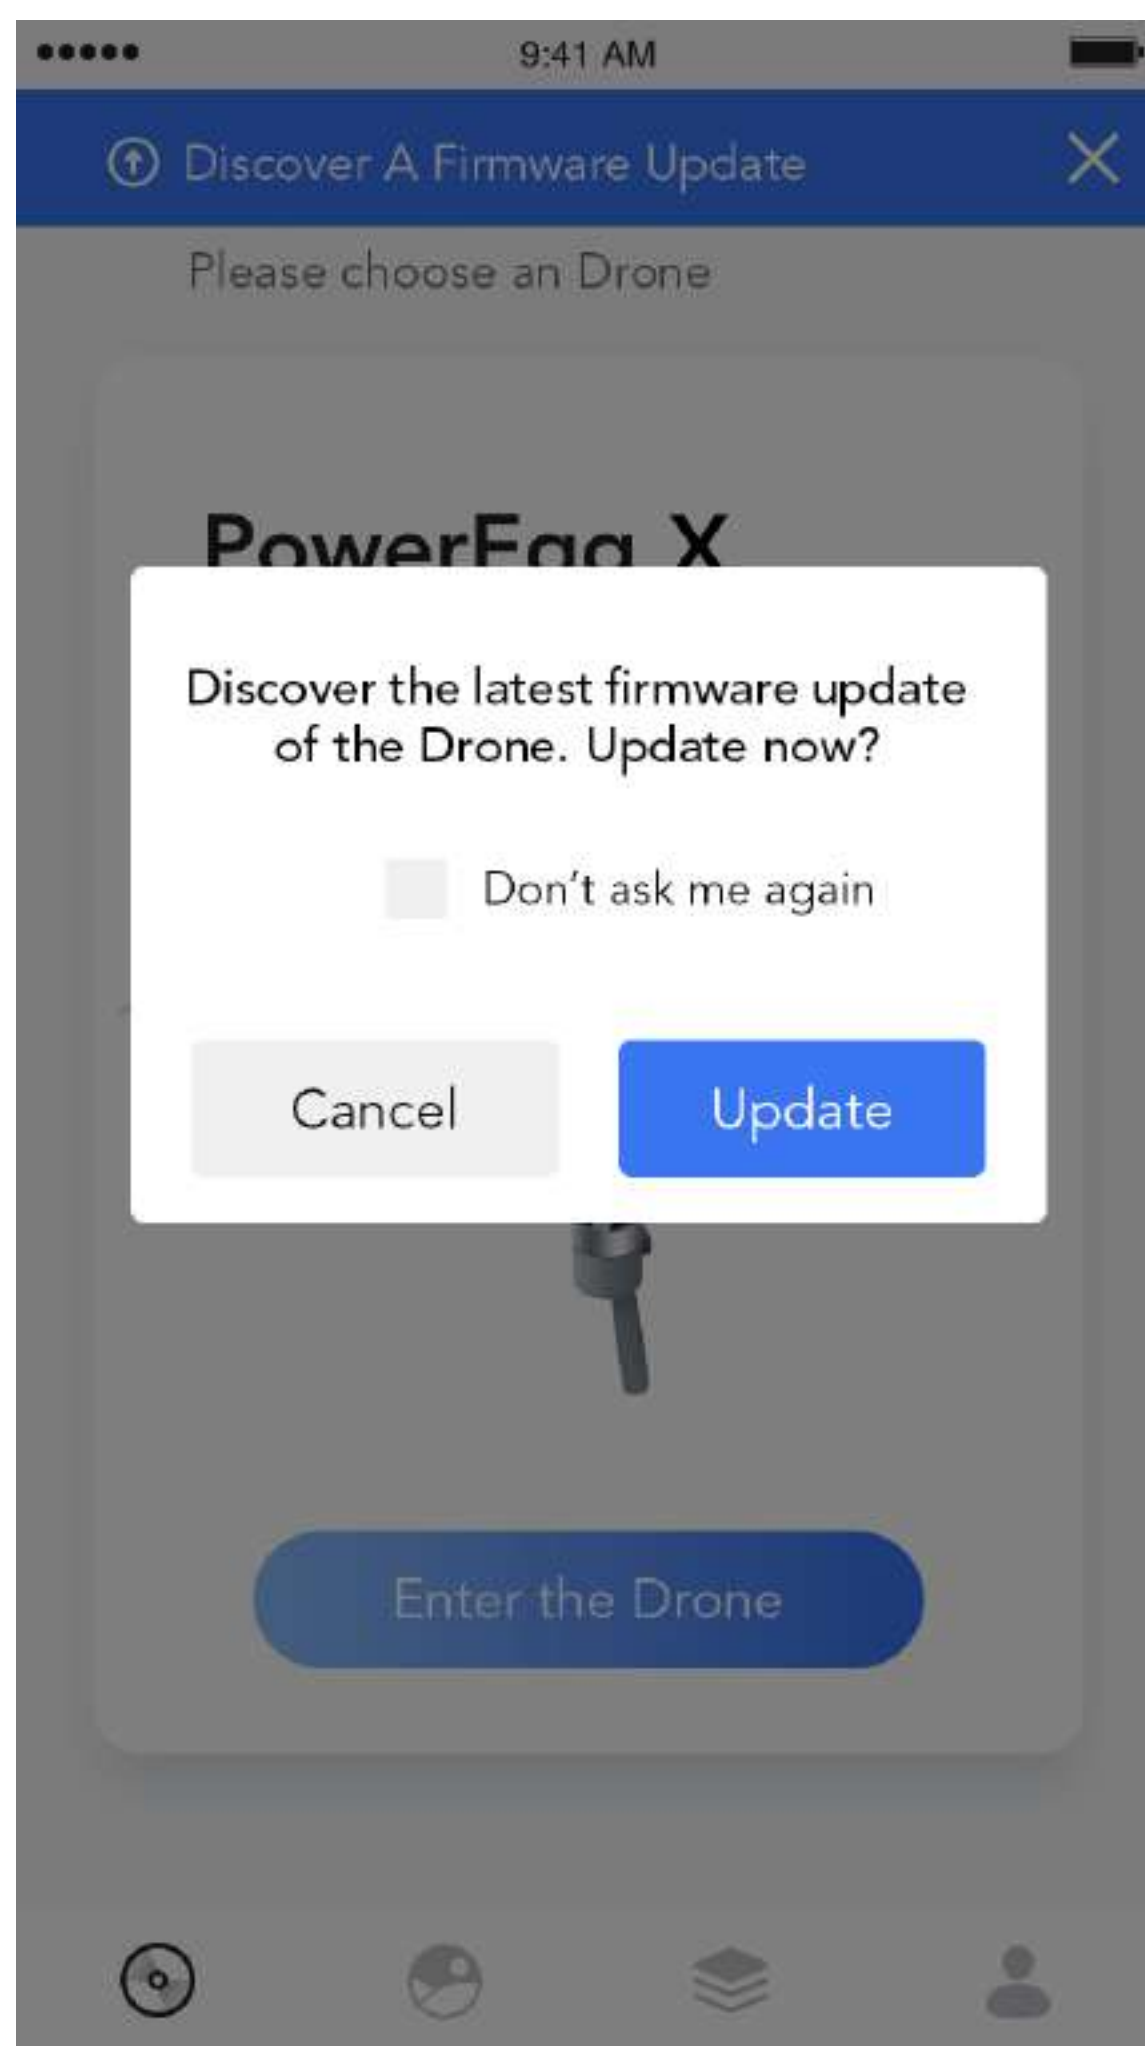 9:41 AM
Discover A Firmware Update
Please choose an Drone
PowerEgg X
Discover the latest firmware update
of the Drone. Update now?
Don't ask me again
Cancel
Update
Enter the Drone